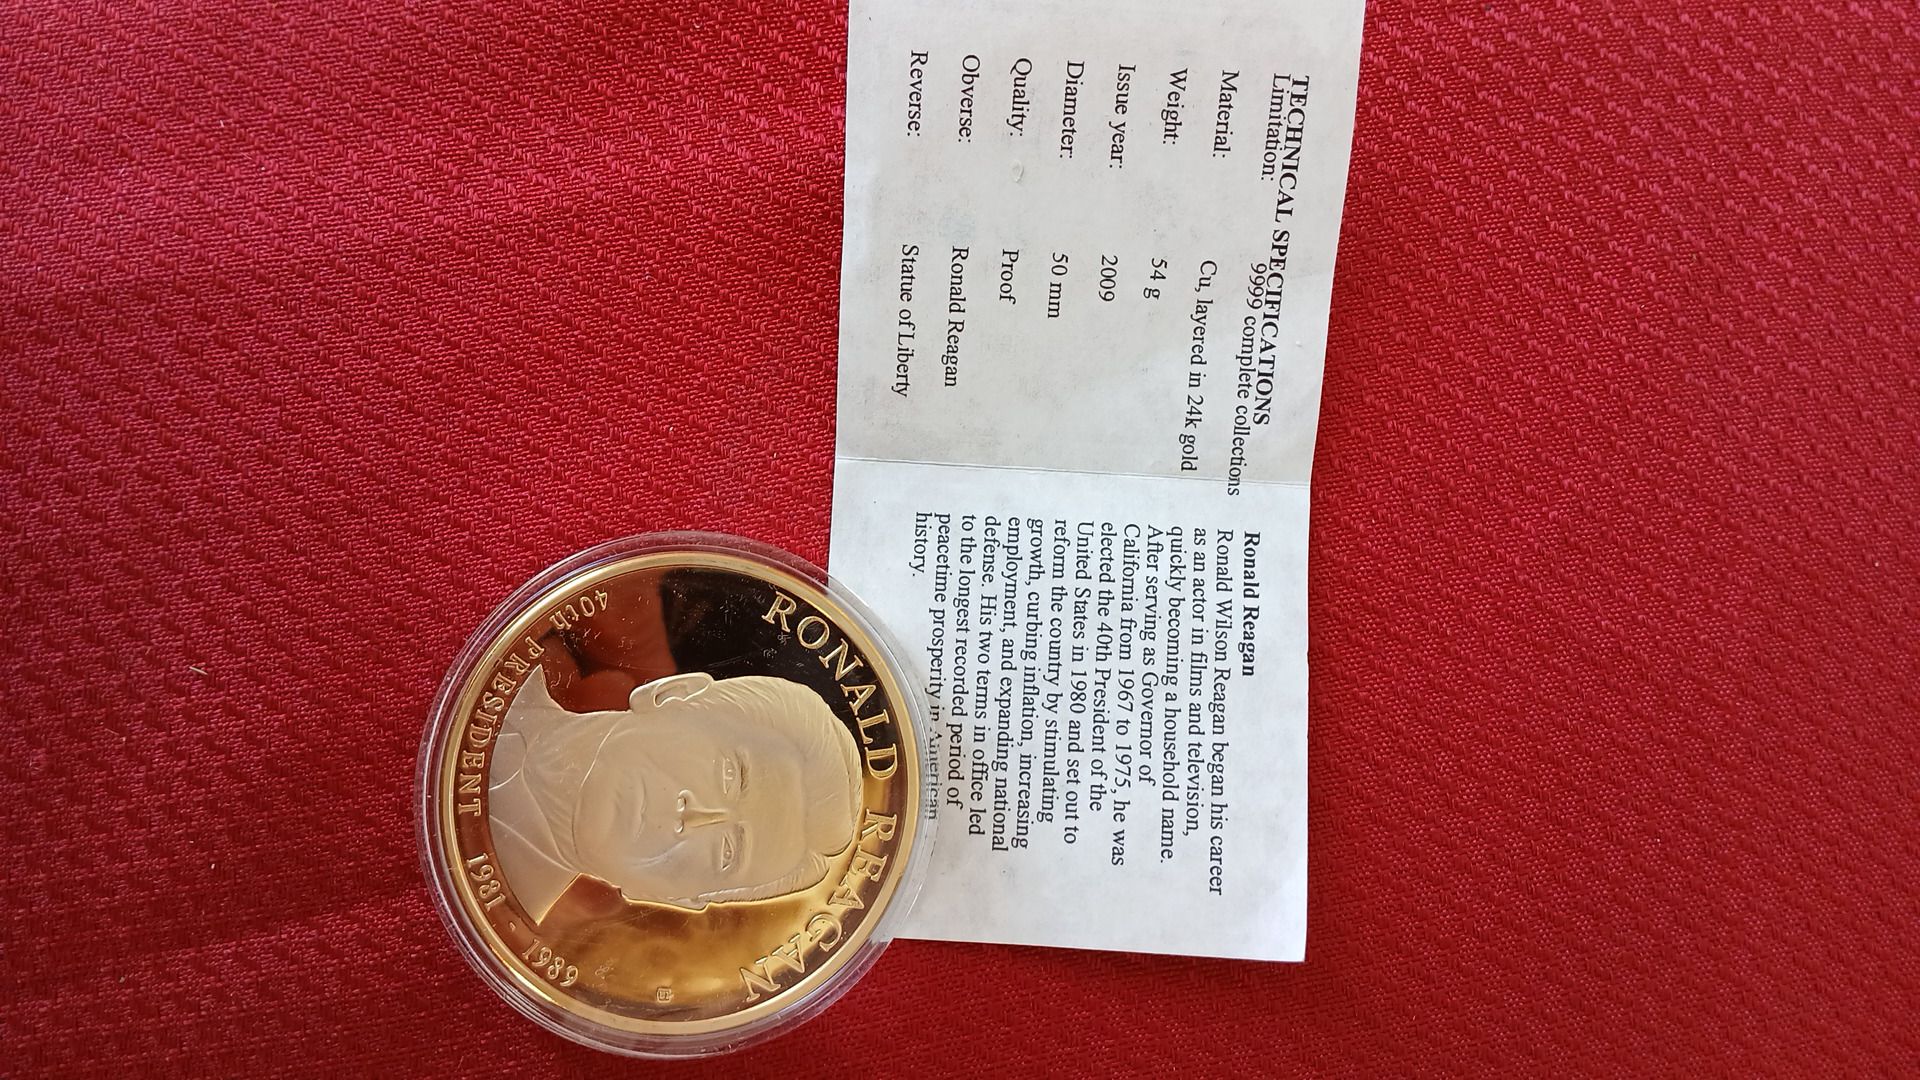 TECHNICAL SPECIFICATIONS
Limitation: 9999 complete collections
Material: Cu, layered in 24k gold
Weight: 54 g
Issue year: 2009
Diameter: 50 mm
Quality: Proof
Obverse: Ronald Reagan
Reverse: Statue of Liberty
Ronald Reagan
Ronald Wilson Reagan began his career
as an actor in films and television,
quickly becoming a household name.
After serving as Governor of
California from 1967 to 1975, he was
elected the 40th President of the
United States in 1980 and set out to
reform the country by stimulating
growth, curbing inflation, increasing
employment, and expanding national
defense. His two terms in office led
to the longest recorded period of
peacetime prosperity in American
history.
RONALD REAGAN
40th PRESIDENT 1981 - 1989